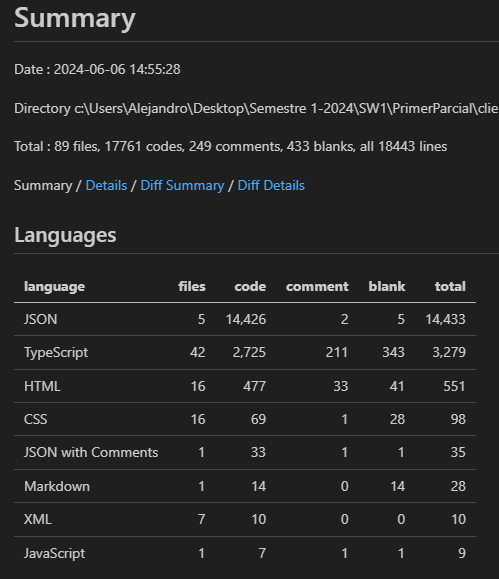 Summary
Date : 2024-06-06 14:55:28
Directory c:\Users\Alejandro\Desktop\Semestre 1-2024\SW1\PrimerParcial\clie
Total : 89 files, 17761 codes, 249 comments, 433 blanks, all 18443 lines
Summary / Details / Diff Summary / Diff Details
Languages
language files code comment blank total
JSON 5 14,426 2 5 14,433
TypeScript 42 2,725 211 343 3,279
HTML 16 477 33 41 551
CSS 16 69 1 28 98
JSON with Comments 1 33 1 1 35
Markdown 1 14 0 14 28
XML 7 10 0 0 10
JavaScript 1 7 1 1 9